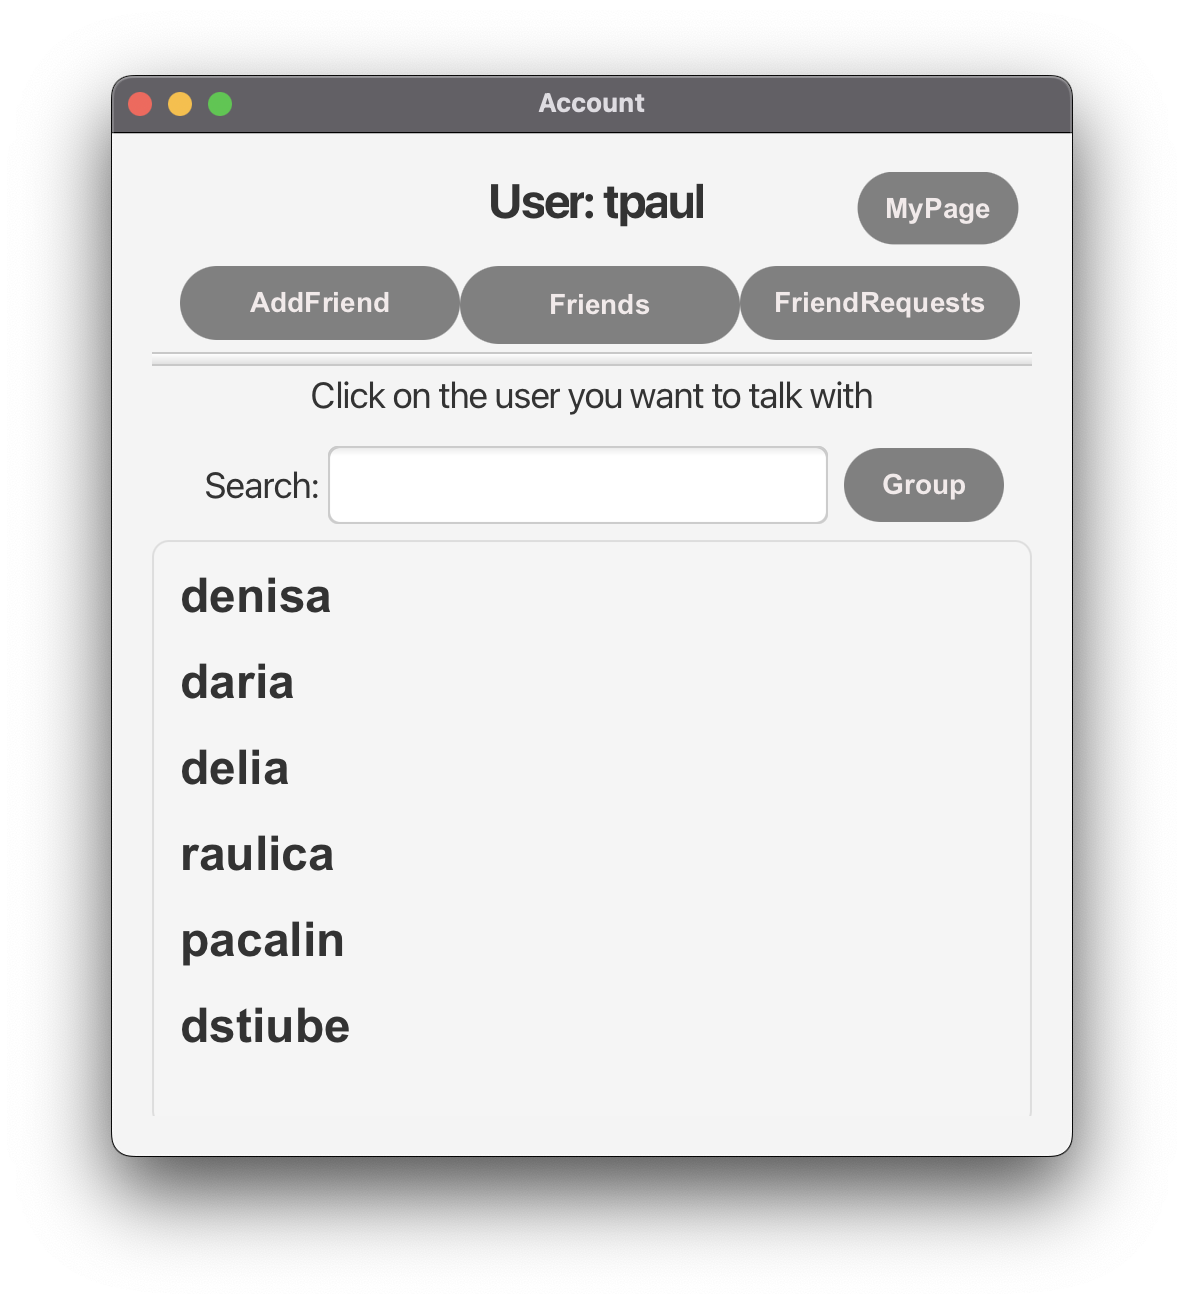 Account
User: tpaul
MyPage
AddFriend Friends FriendRequests
Click on the user you want to talk with
Search: Group
denisa
daria
delia
raulica
pacalin
dstiube